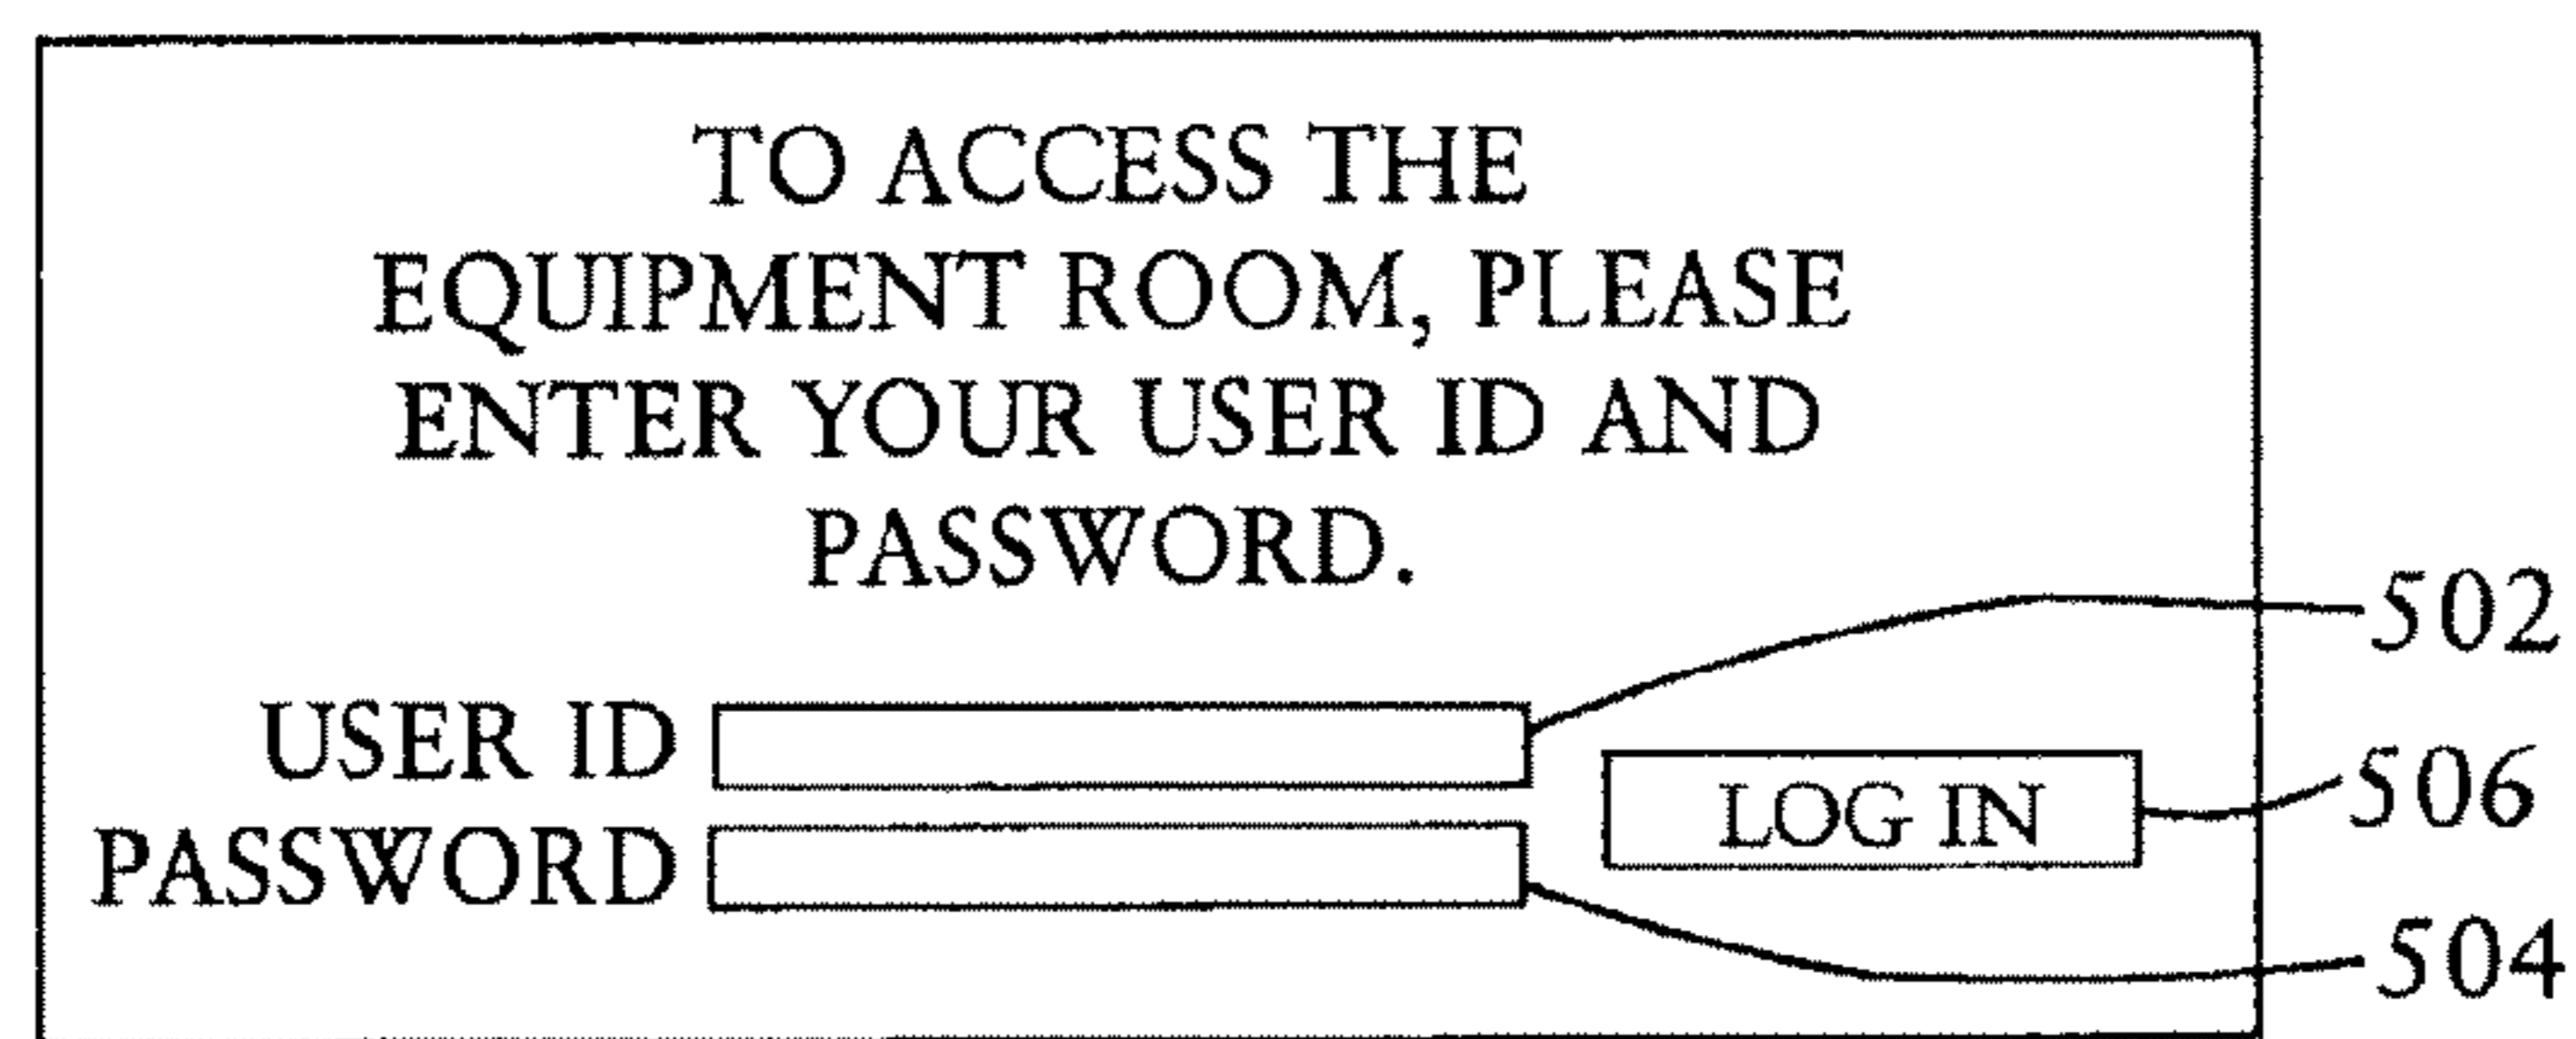 TO ACCESS THE
EQUIPMENT ROOM, PLEASE
ENTER YOUR USER ID AND
PASSWORD.
502
USER ID
LOG IN
506
PASSWORD
504